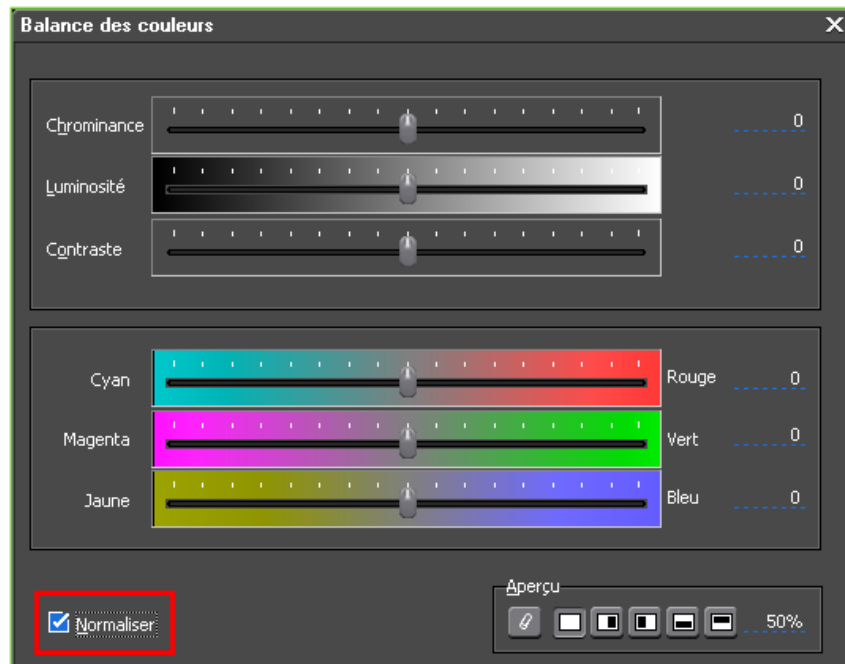 Balance des couleurs
Chrominance 0
Luminosité 0
Contraste 0
Cyan Rouge 0
Magenta Vert 0
Jaune Bleu 0
Aperçu
Normaliser 50%